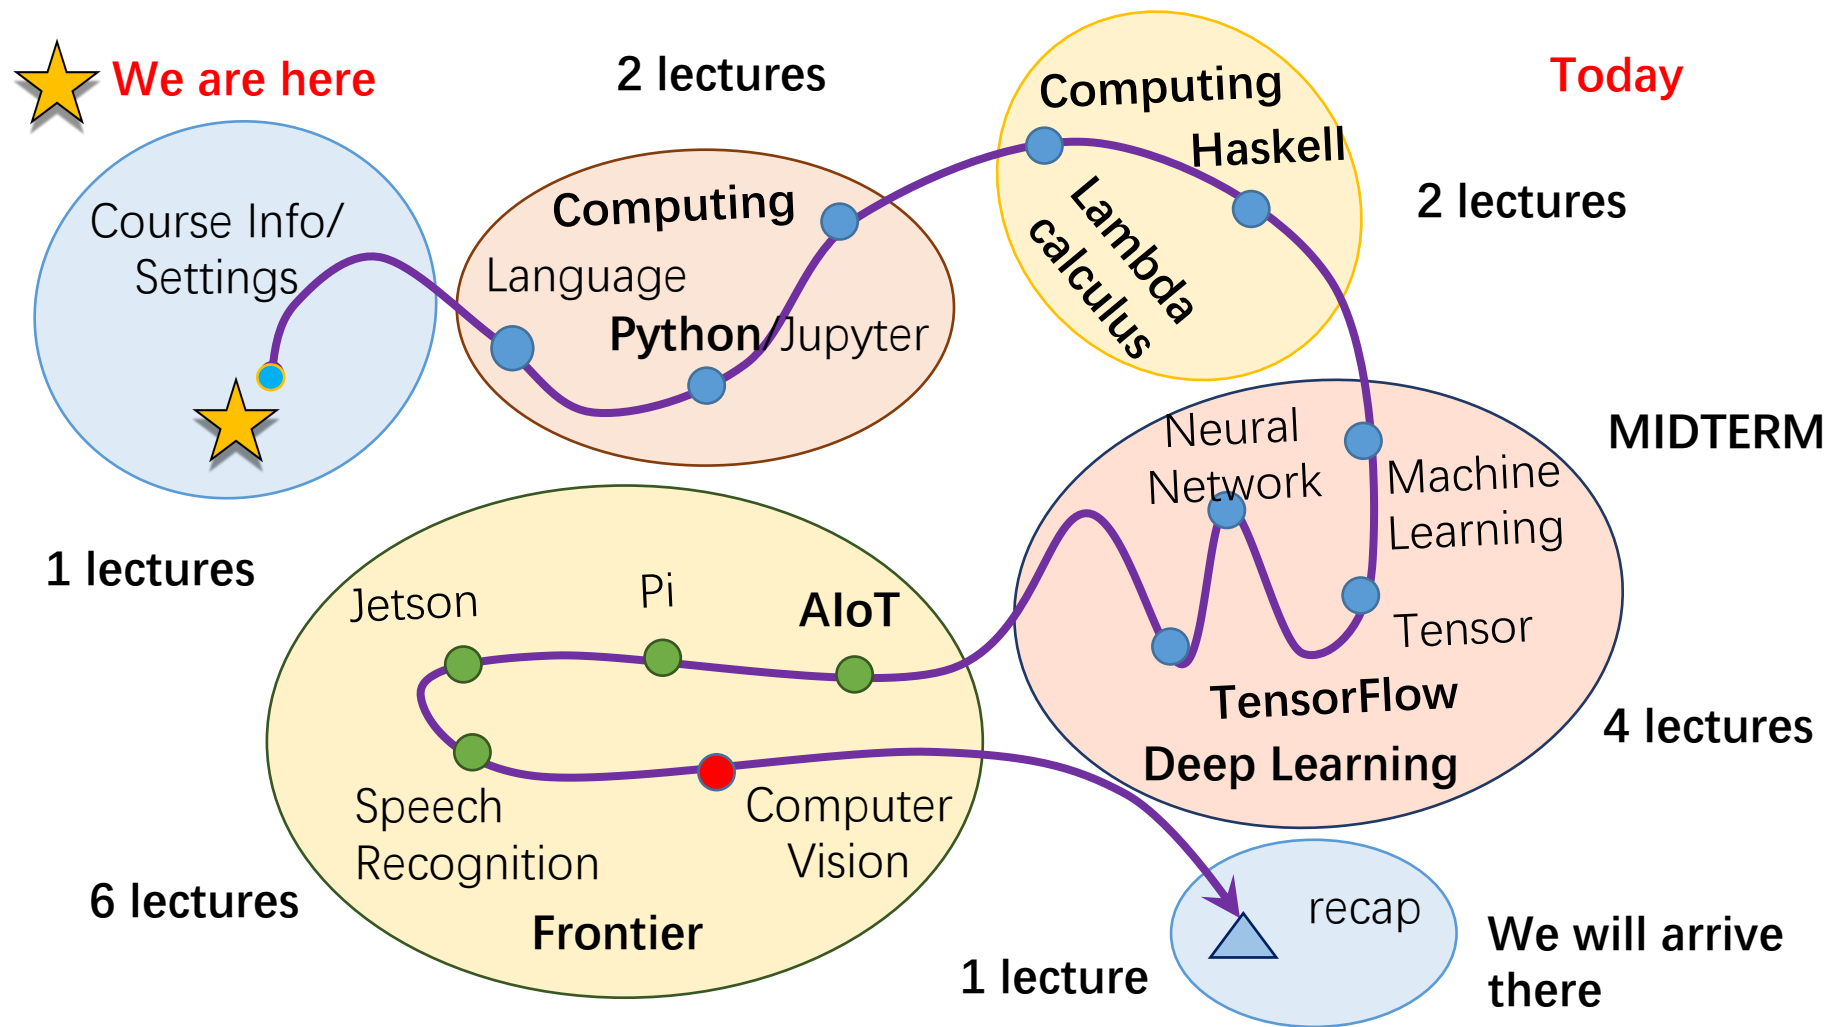 We are here
2 lectures
Today
Course Info/
Settings
1 lectures
Computing
Language
Python/Jupyter
Computing
Haskell
Lambda
calculus
2 lectures
MIDTERM
Neural
Network
Machine
Learning
Tensor
TensorFlow
Deep Learning
4 lectures
AIoT
Pi
Jetson
Speech
Recognition
Computer
Vision
Frontier
6 lectures
recap
1 lecture
We will arrive
there